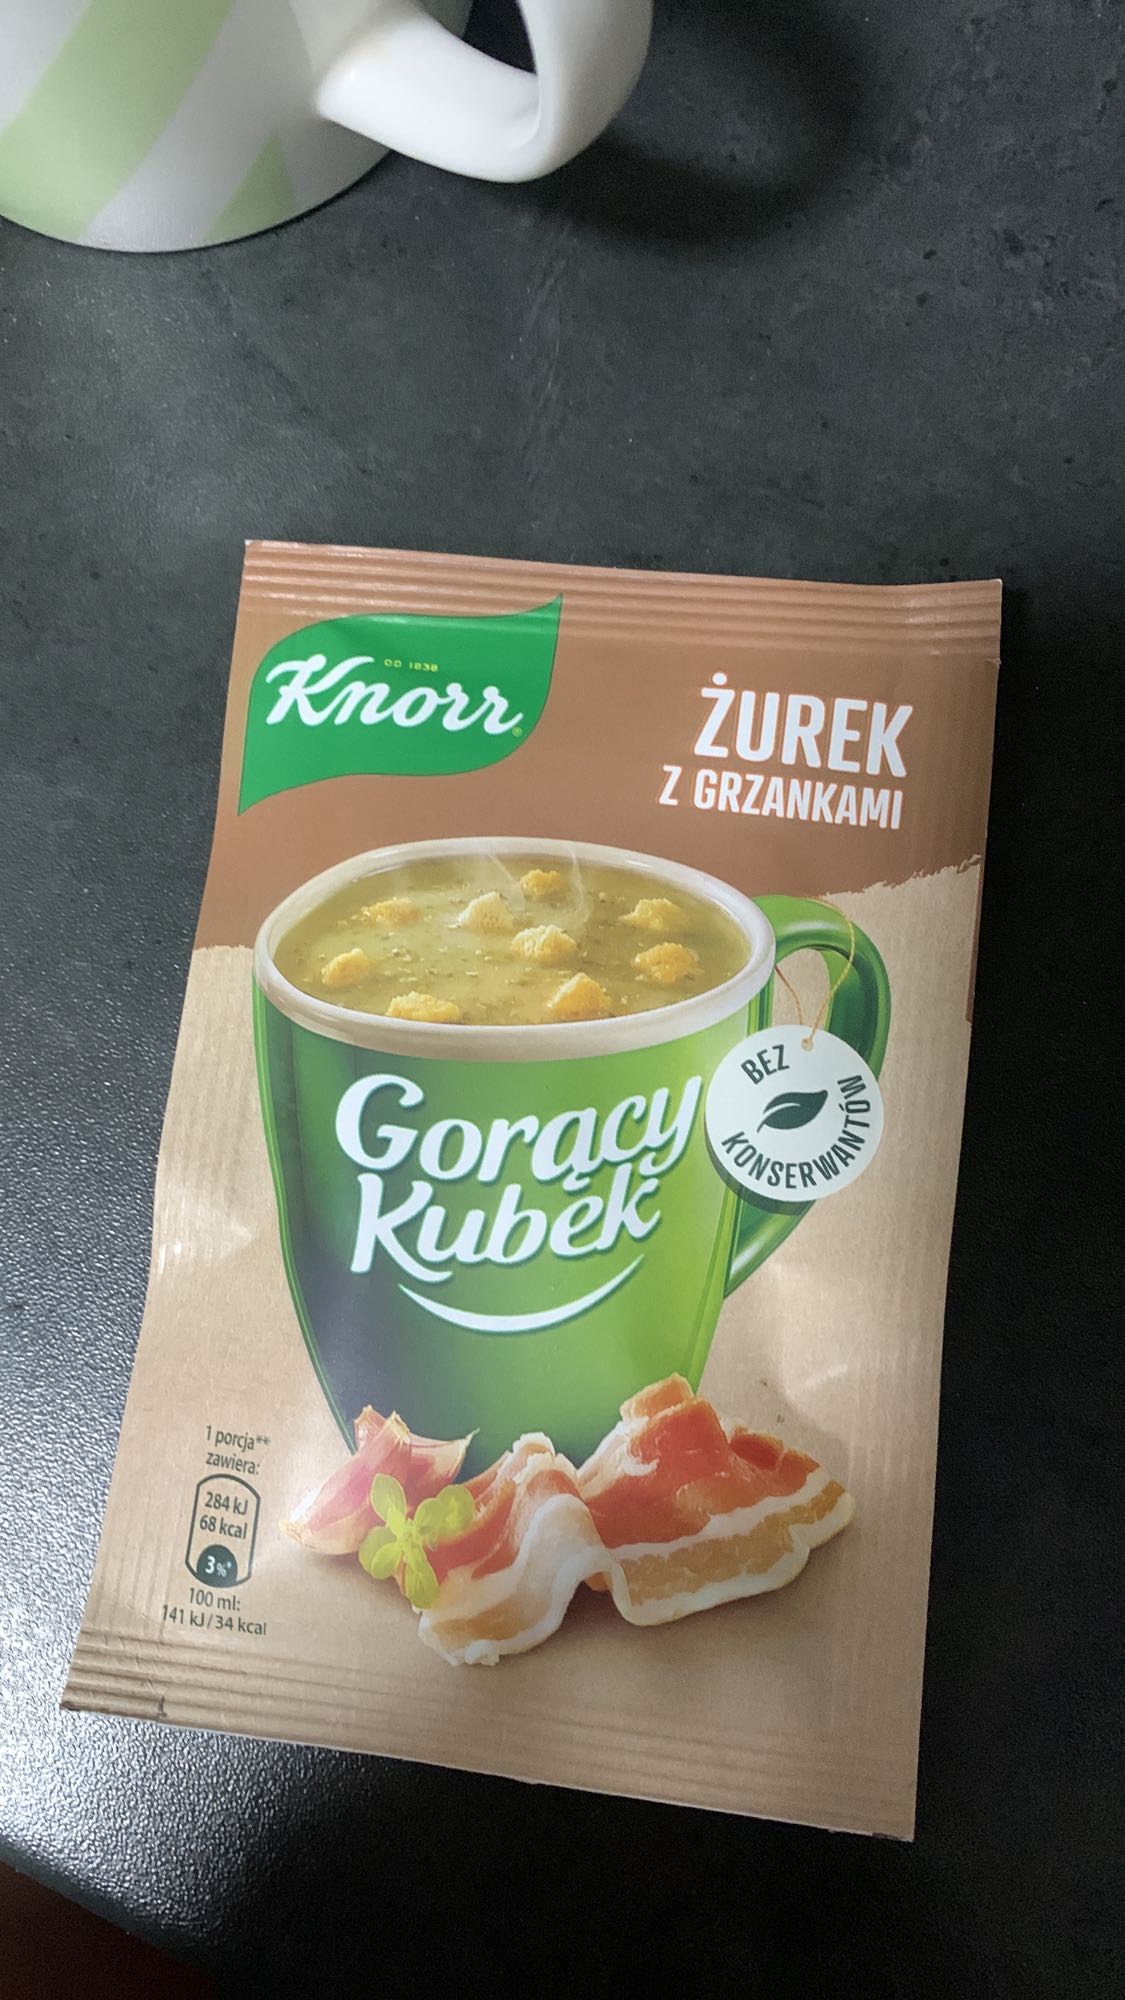 OD 1838
Knorr®
ŻUREK
Z GRZANKAMI
BEZ
KONSERWANTÓW
Gorący
Kubek
1 porcja**
zawiera:
284 kJ
68 kcal
3%*
100 ml:
141 kJ/34 kcal